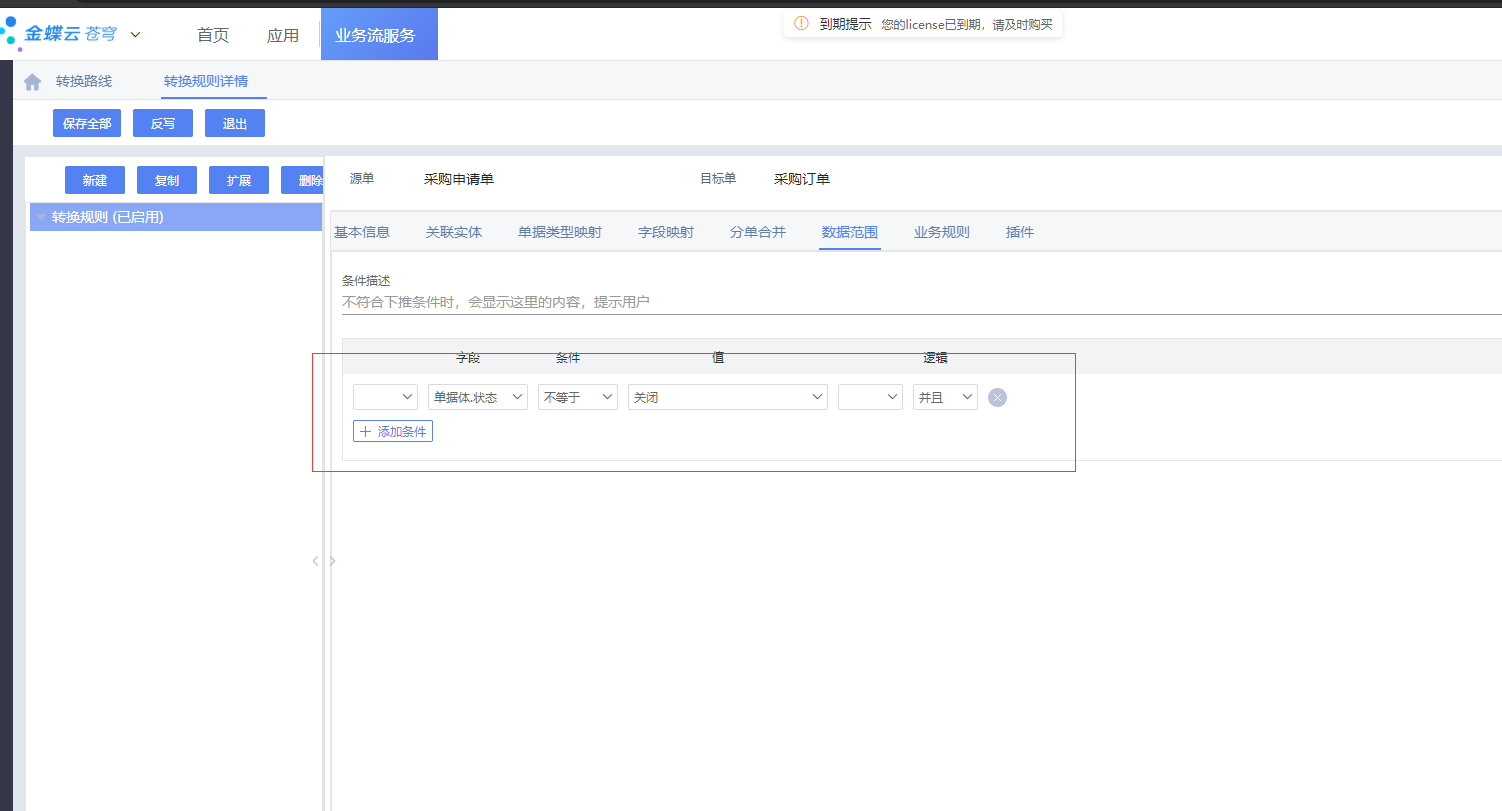 金蝶云 苍穹 首页 应用 业务流服务 到期提示 您的license已到期，请及时购买
转换路线 转换规则详情
保存全部 反写 退出
新建 复制 扩展 删除 源单 采购申请单 目标单 采购订单
转换规则 (已启用)
基本信息 关联实体 单据类型映射 字段映射 分单合并 数据范围 业务规则 插件
条件描述
不符合下推条件时，会显示这里的内容，提示用户
字段 条件 值 逻辑
单据体.状态 不等于 关闭 并且
添加条件